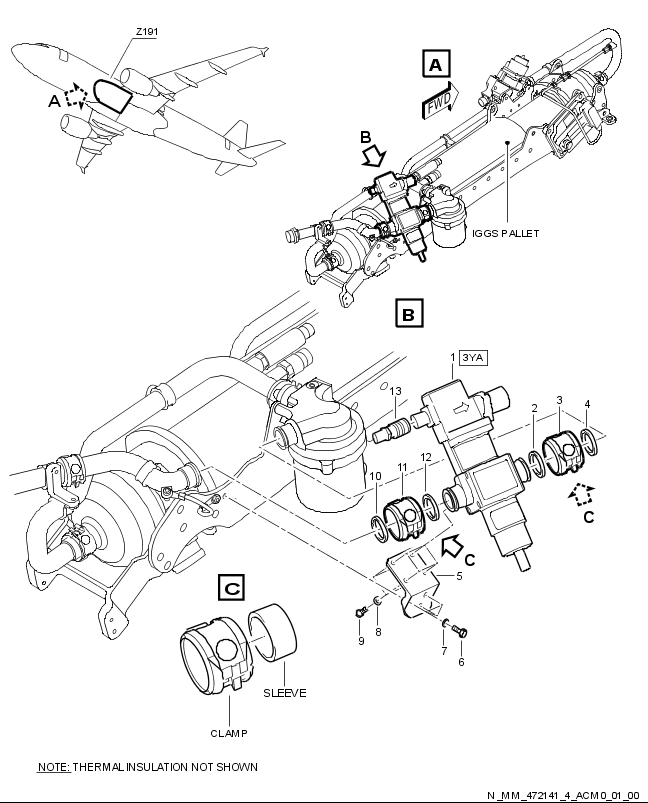 Z191
A
A
FWD
B
IGGS PALLET
B
1 3YA
13
2
3
4
10
11
12
C
C
5
9
8
7
6
C
SLEEVE
CLAMP
NOTE: THERMAL INSULATION NOT SHOWN
N_MM_472141_4_ACM0_01_00